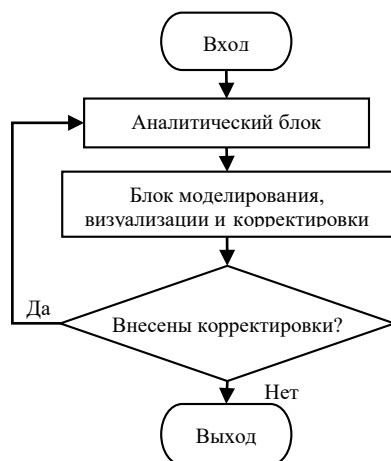 Вход
Аналитический блок
Блок моделирования,
визуализации и корректировки
Да
Внесены корректировки?
Нет
Выход